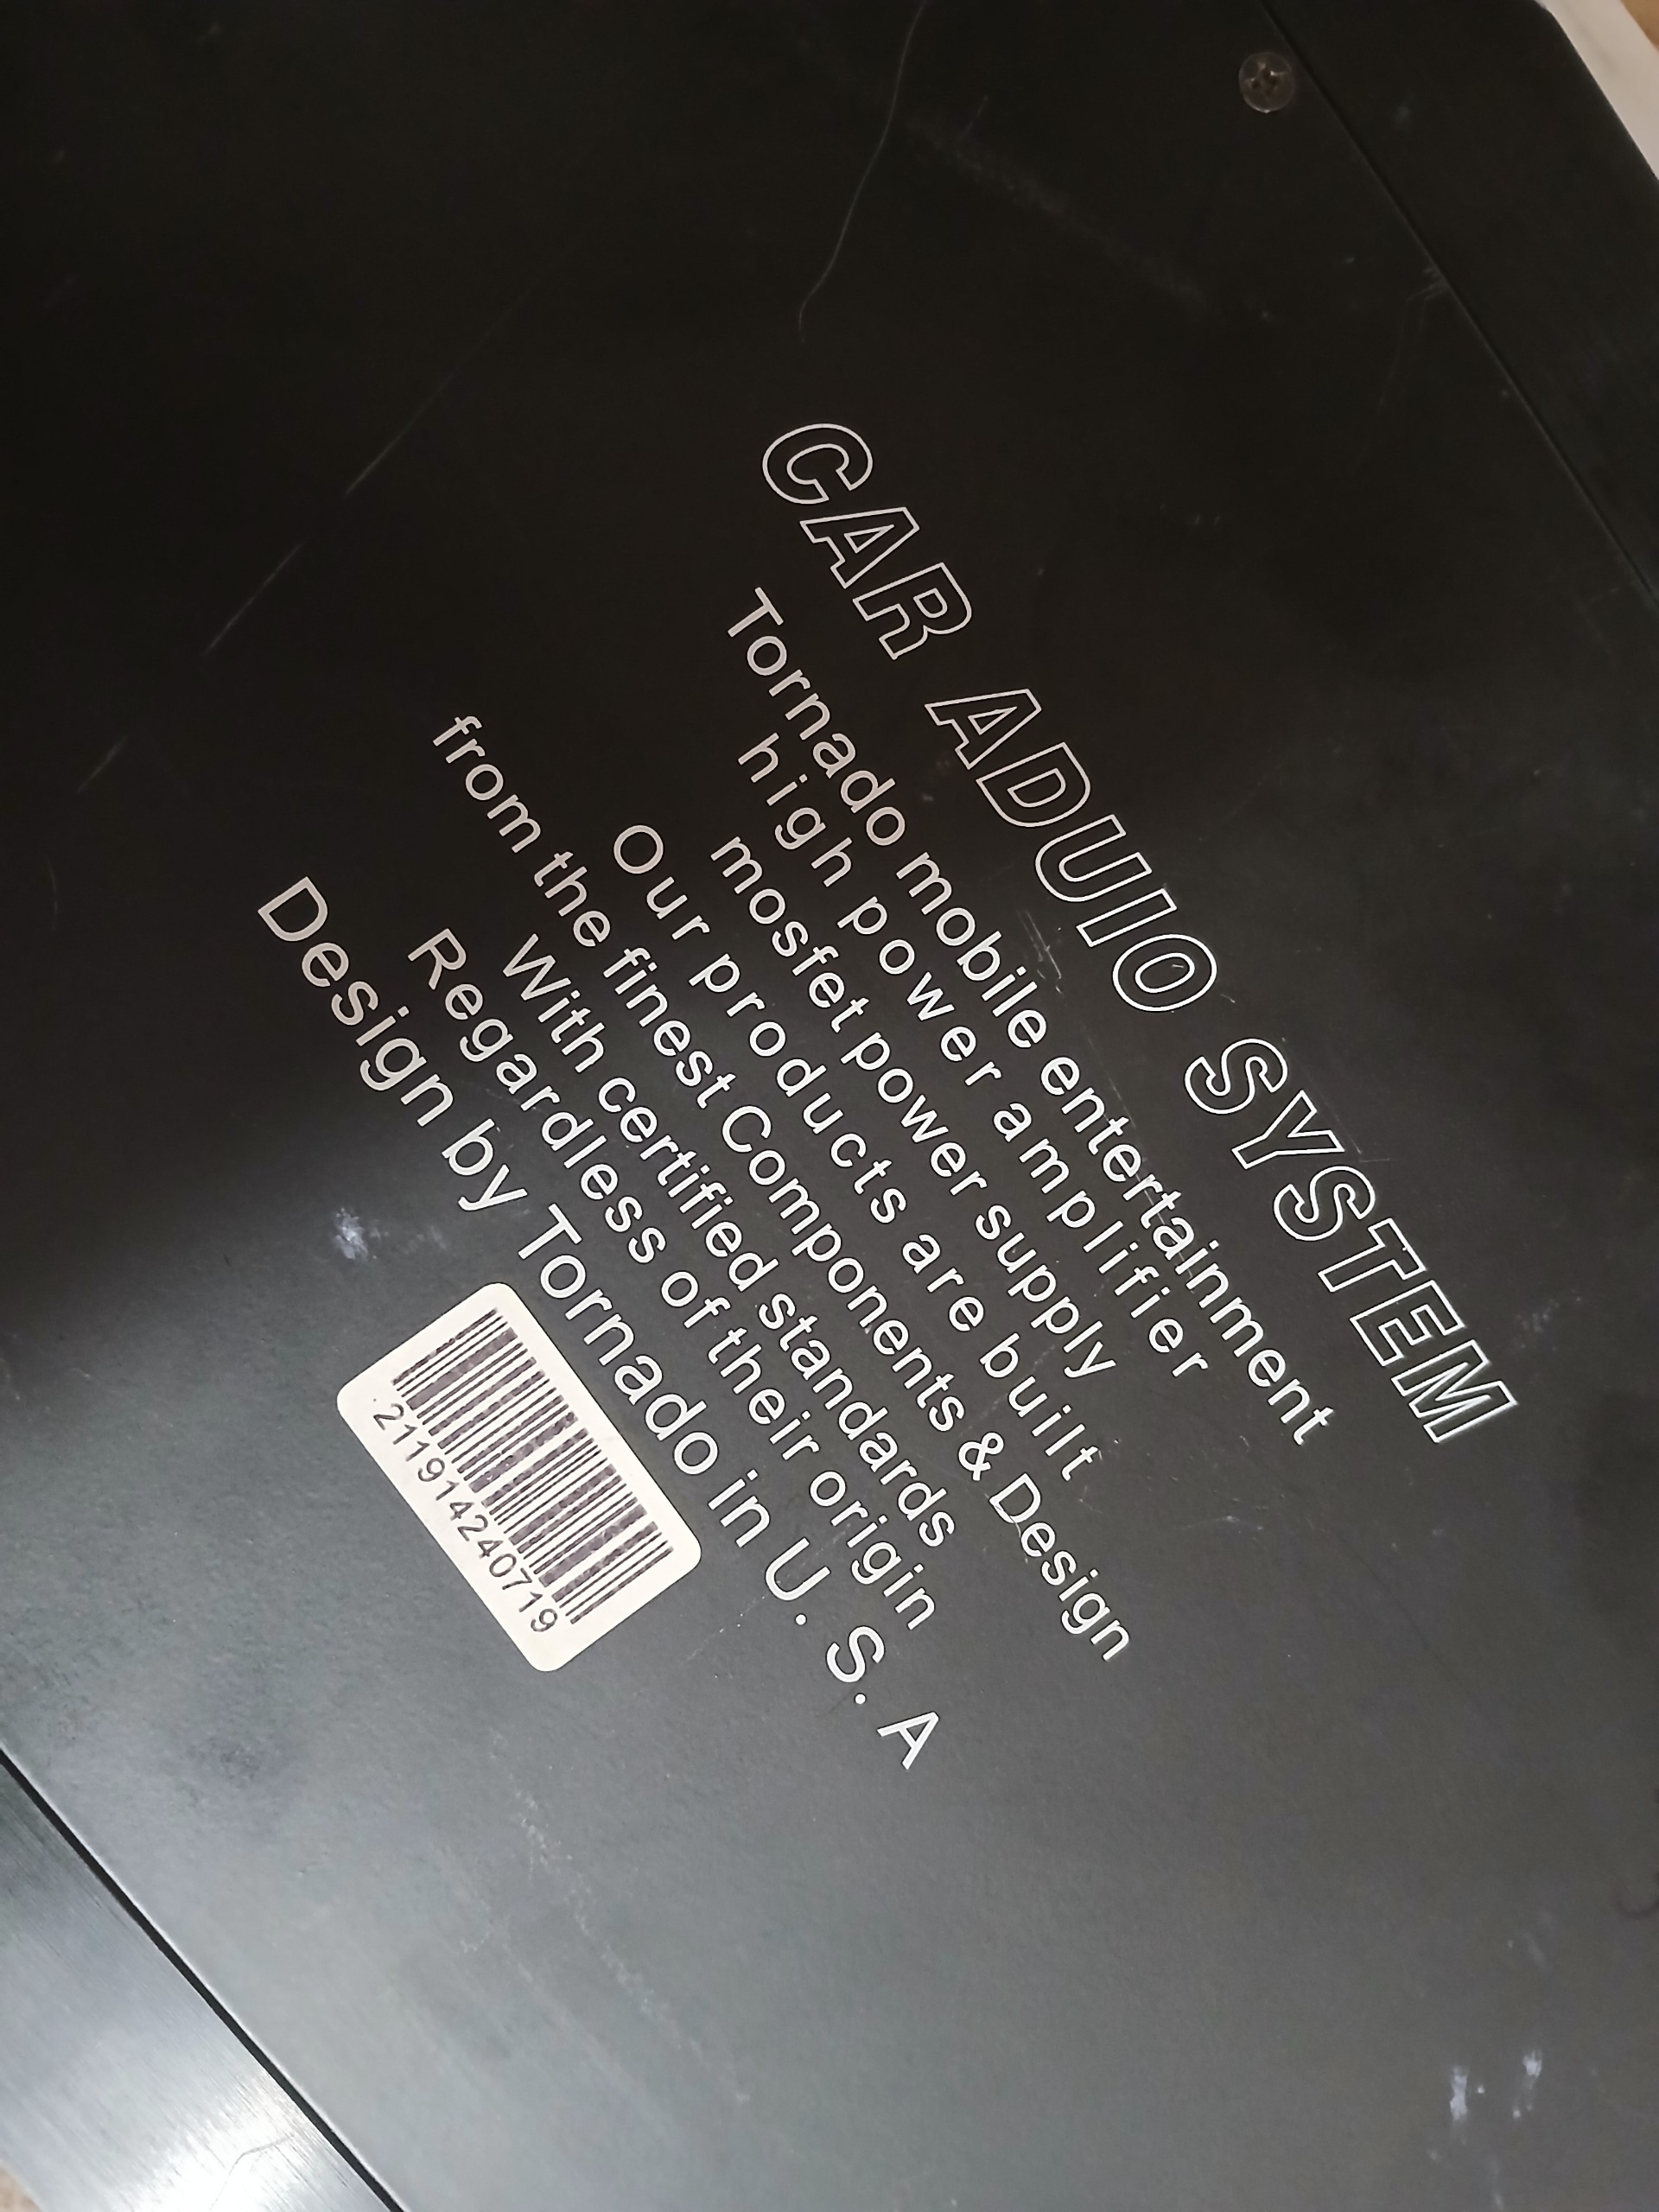 CAR ADUIO SYSTEM
Tornado mobile entertainment
high power amplifier
mosfet power supply
Our products are built
from the finest Components & Design
With certified standards
Regardless of their origin
Design by Tornado in U. S. A
211914240719